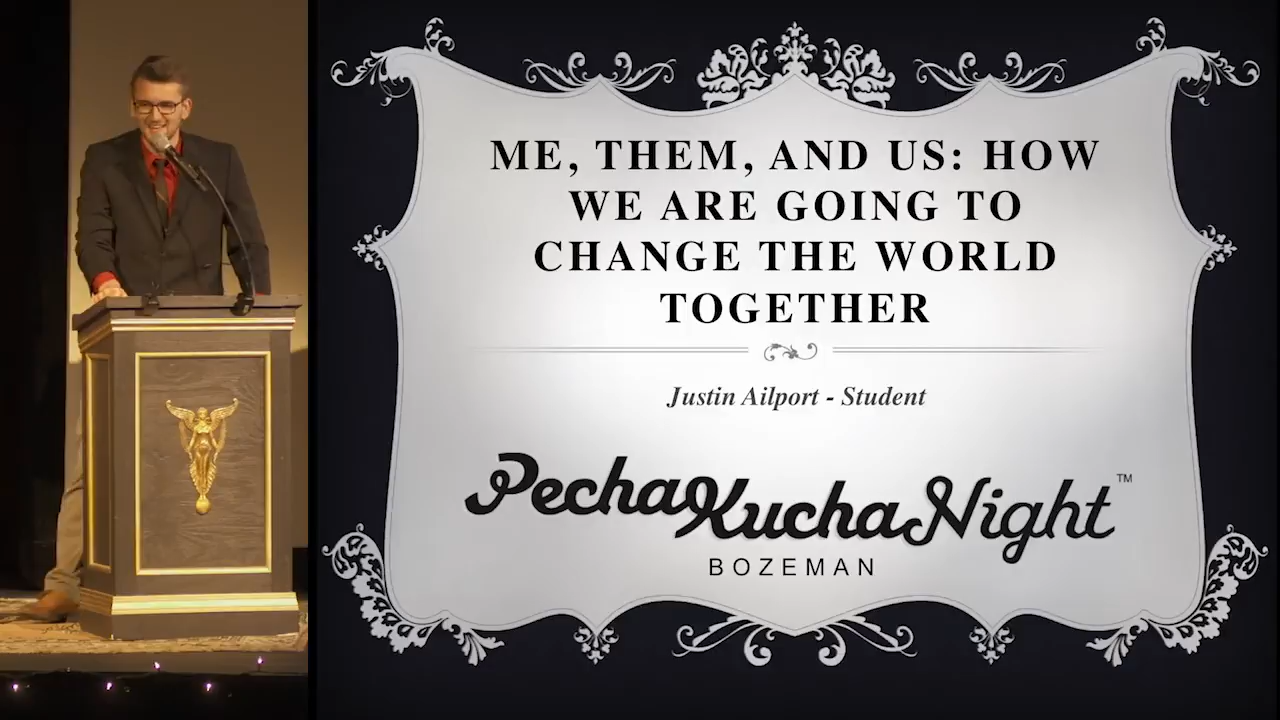 ME, THEM, AND US: HOW
WE ARE GOING TO
CHANGE THE WORLD
TOGETHER
Justin Ailport - Student
PechaKuchaNight™
BOZEMAN